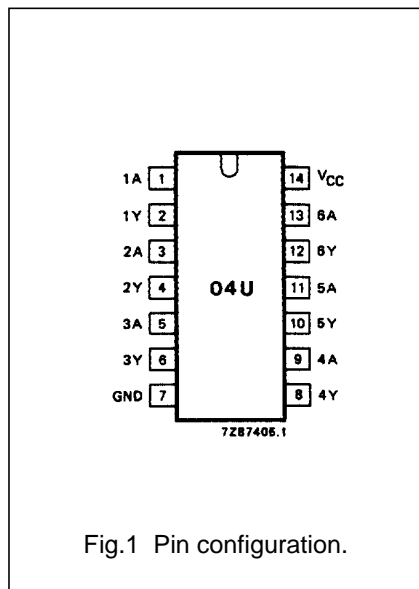 1A 1 14 VCC
1Y 2 13 6A
2A 3 12 6Y
2Y 4 04U 11 5A
3A 5 10 5Y
3Y 6 9 4A
GND 7 8 4Y
7Z87405.1
Fig.1 Pin configuration.